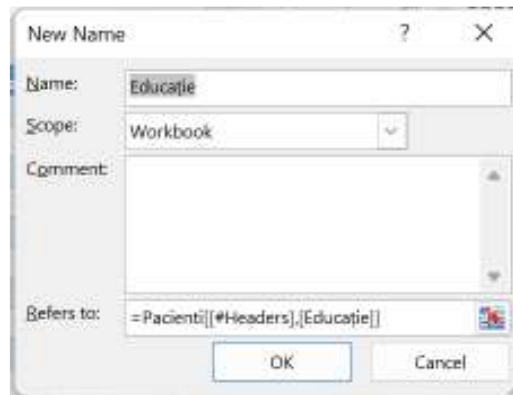 New Name ? ×
Name: Educație
Scope: Workbook
Comment:
Refers to: =Pacienti[[#Headers],[Educație]]
OK Cancel